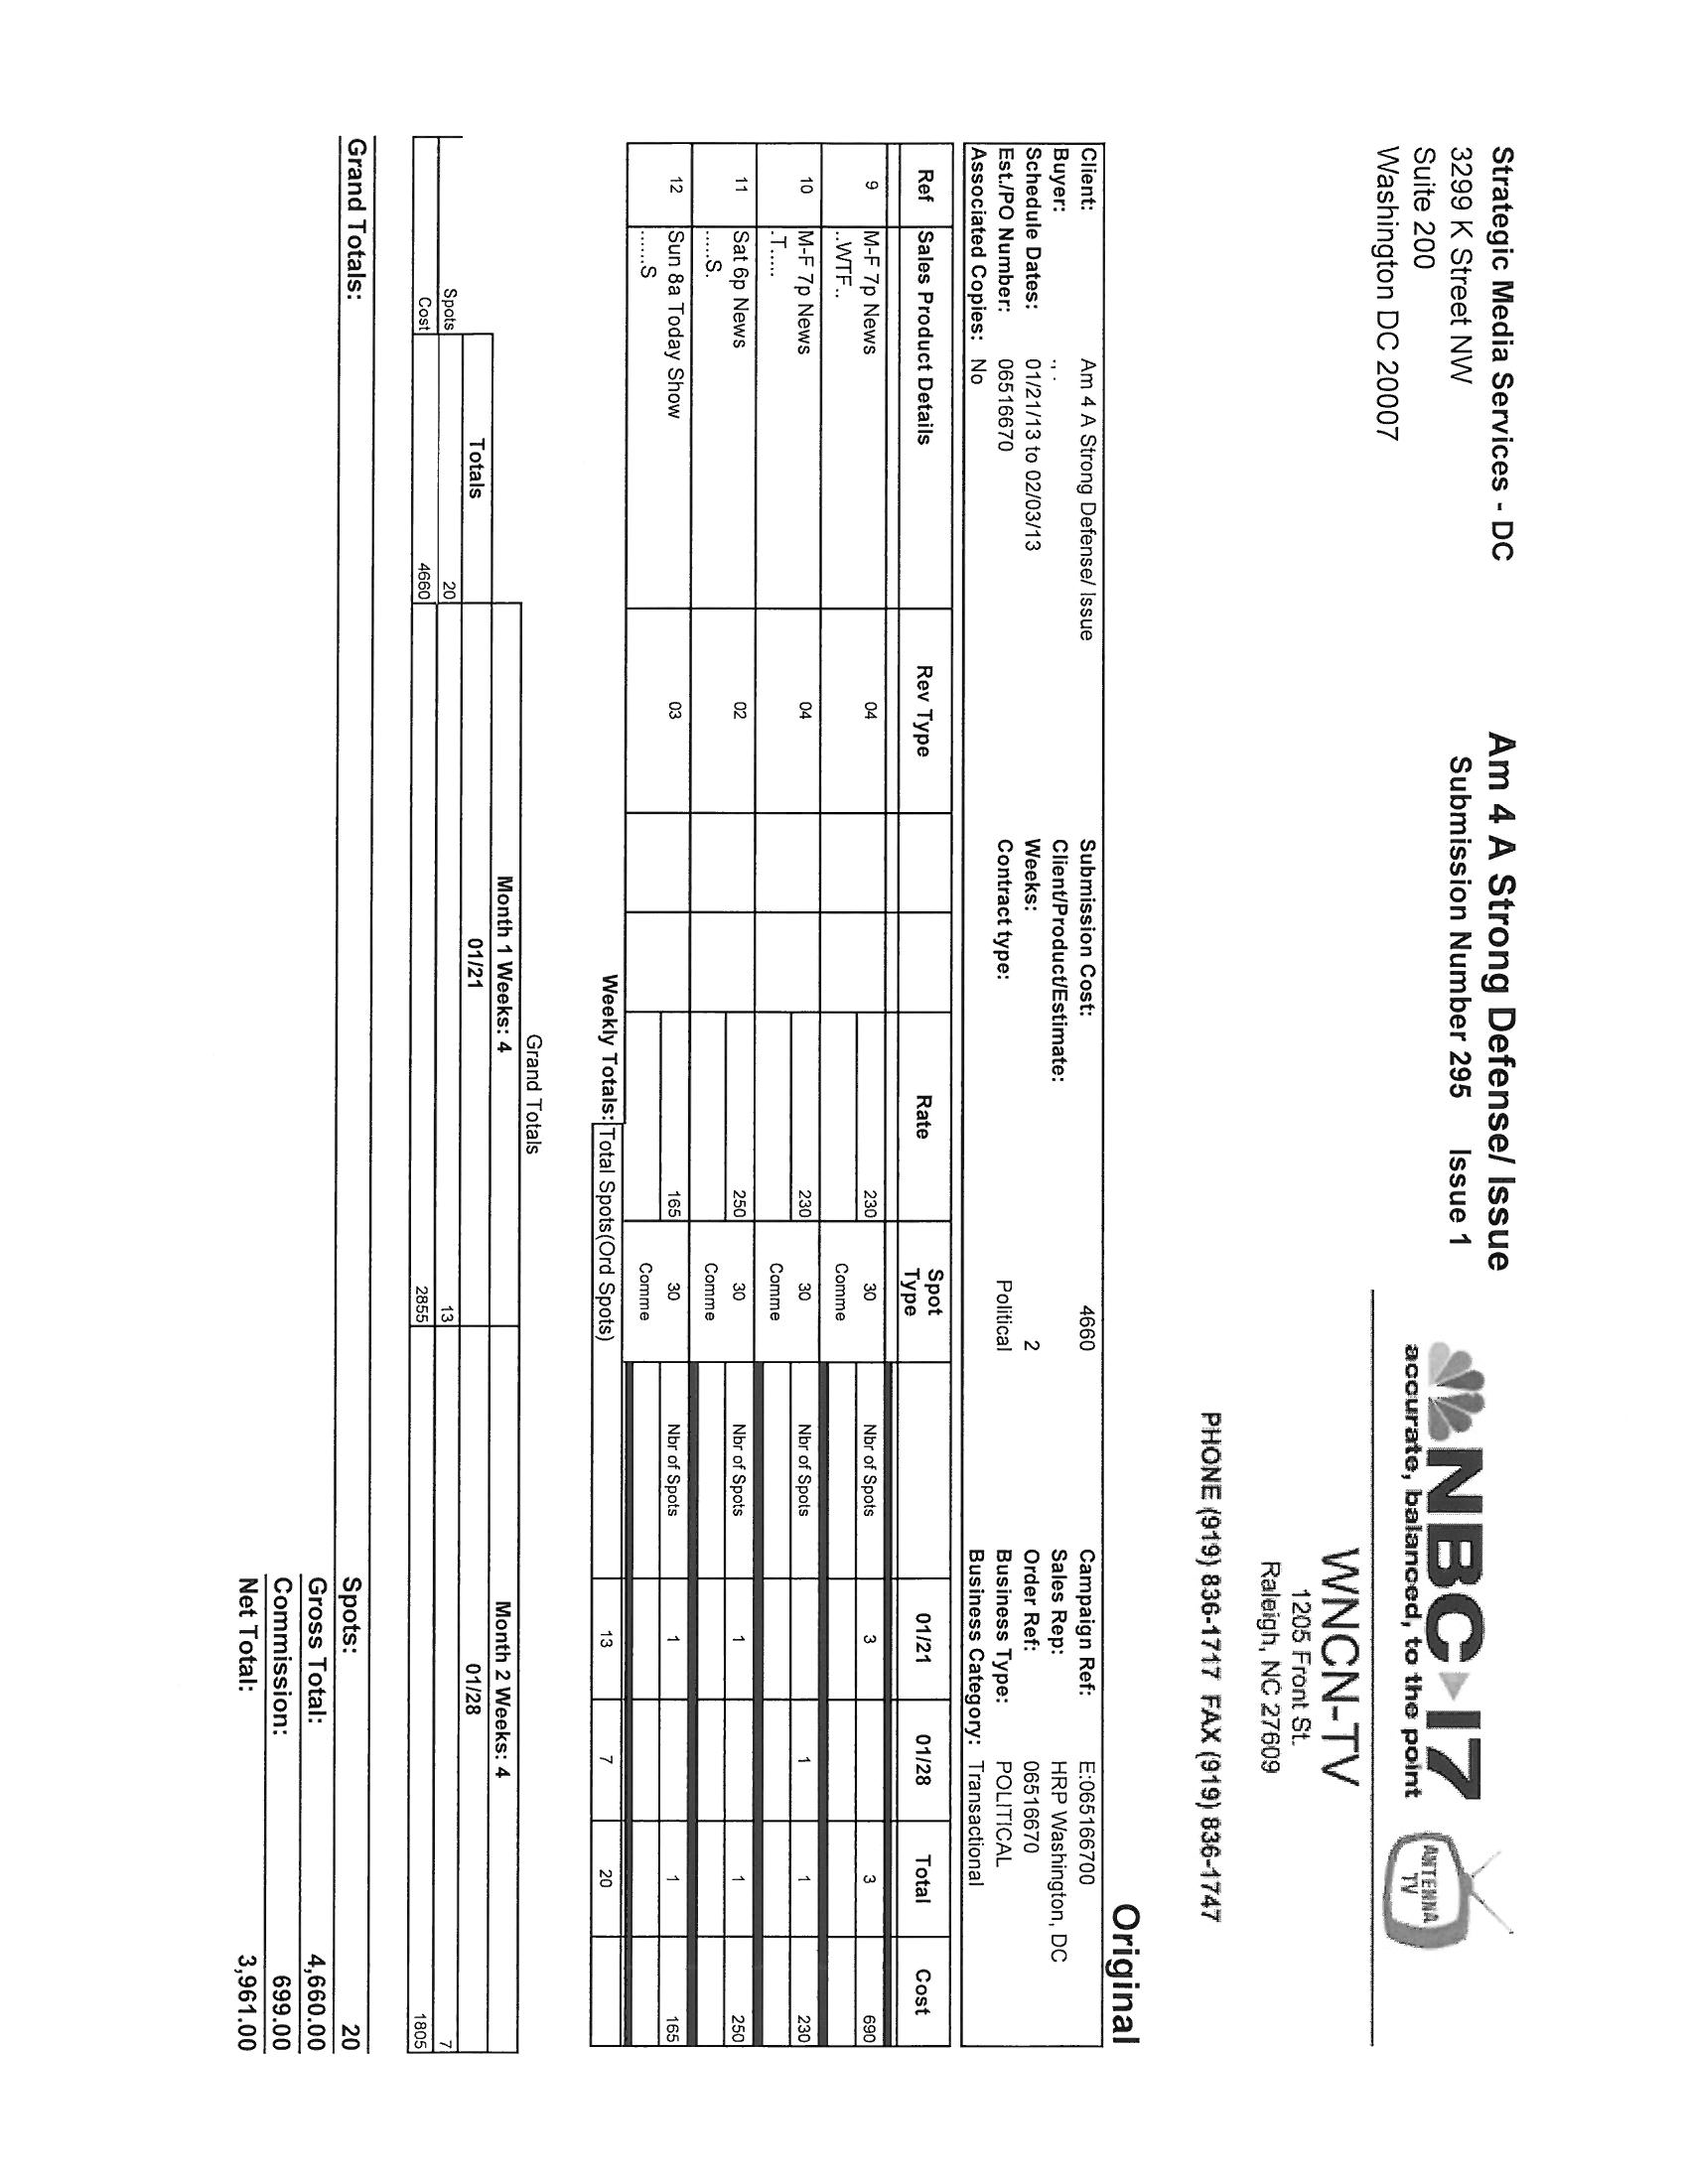 Strategic Media Services - DC
3299 K Street NW
Suite 200
Washington DC 20007
Am 4 A Strong Defense/ Issue
Submission Number 295 Issue 1
NBC 17
accurate, balanced, to the point
ANTENNA TV
WNCN-TV
1205 Front St.
Raleigh, NC 27609
PHONE (919) 836-1717 FAX (919) 836-1747
Original
Client: Am 4 A Strong Defense/ Issue Submission Cost: 4660 Campaign Ref: E:065166700
Buyer: ., . Client/Product/Estimate: Sales Rep: HRP Washington, DC
Schedule Dates: 01/21/13 to 02/03/13 Weeks: 2 Order Ref: 06516670
Est./PO Number: 06516670 Contract type: Political Business Type: POLITICAL
Associated Copies: No Business Category: Transactional
Ref Sales Product Details Rev Type Rate Spot Type 01/21 01/28 Total Cost
9 M-F 7p News 04 230 30 Nbr of Spots 3 3 690
..WTF.. Comme
10 M-F 7p News 04 230 30 Nbr of Spots 1 1 230
.T..... Comme
11 Sat 6p News 02 250 30 Nbr of Spots 1 1 250
.....S. Comme
12 Sun 8a Today Show 03 165 30 Nbr of Spots 1 1 165
......S Comme
Weekly Totals: Total Spots(Ord Spots) 13 7 20
Grand Totals
Month 1 Weeks: 4 Month 2 Weeks: 4
Totals 01/21 01/28
Spots 20 13 7
Cost 4660 2855 1805
Grand Totals: Spots: 20
Gross Total: 4,660.00
Commission: 699.00
Net Total: 3,961.00